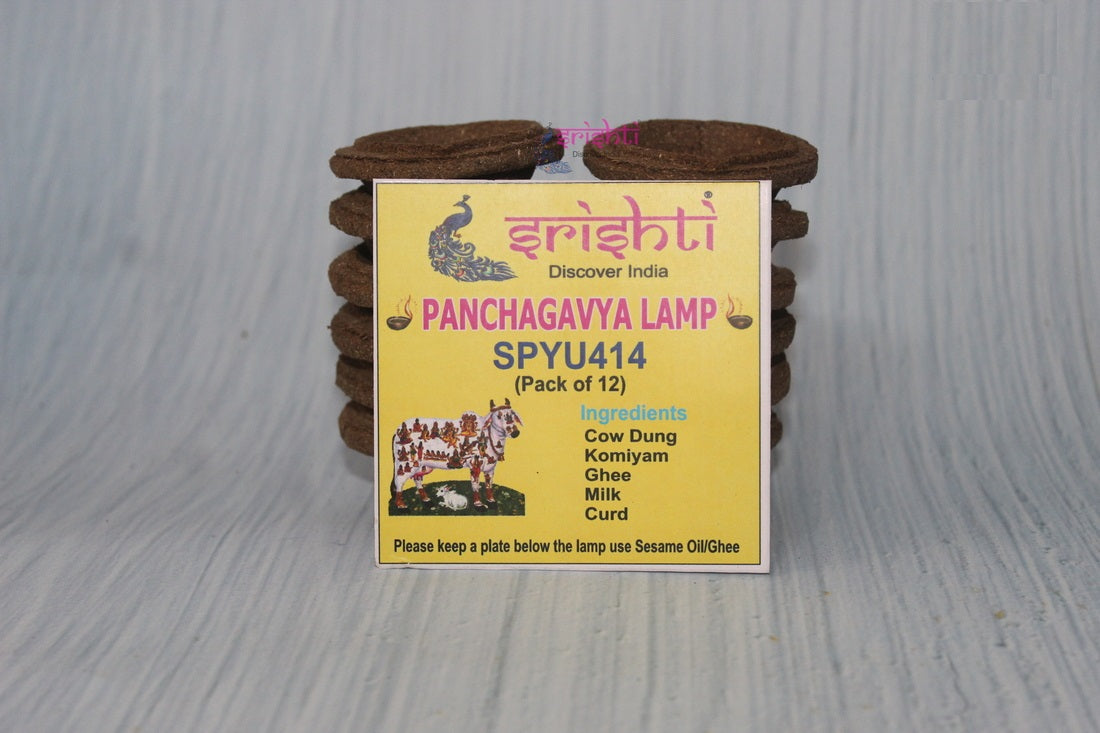 srishti
srishti®
Discover India
PANCHAGAVYA LAMP
SPYU414
(Pack of 12)
Ingredients
Cow Dung
Komiyam
Ghee
Milk
Curd
Please keep a plate below the lamp use Sesame Oil/Ghee